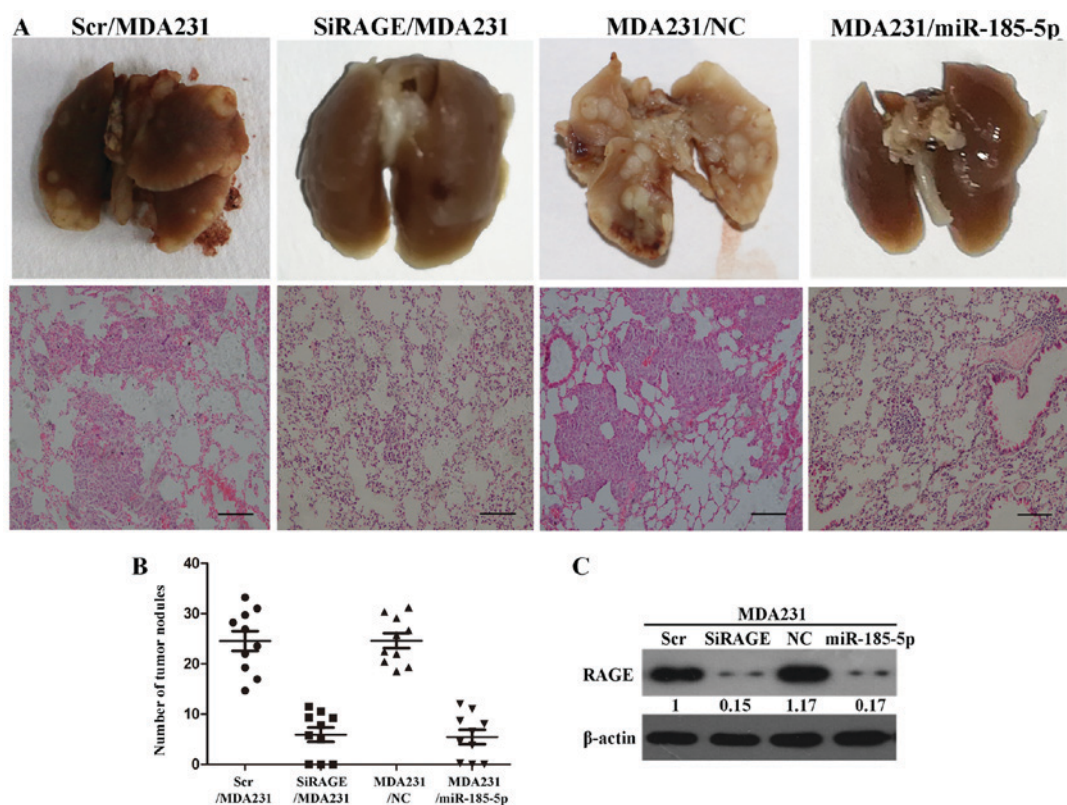 A
Scr/MDA231
SiRAGE/MDA231
MDA231/NC
MDA231/miR-185-5p
B
Number of tumor nodules
40
30
20
10
0
Scr
/MDA231
SiRAGE
/MDA231
MDA231
/NC
MDA231
/miR-185-5p
C
MDA231
Scr SiRAGE NC miR-185-5p
RAGE
1 0.15 1.17 0.17
β-actin